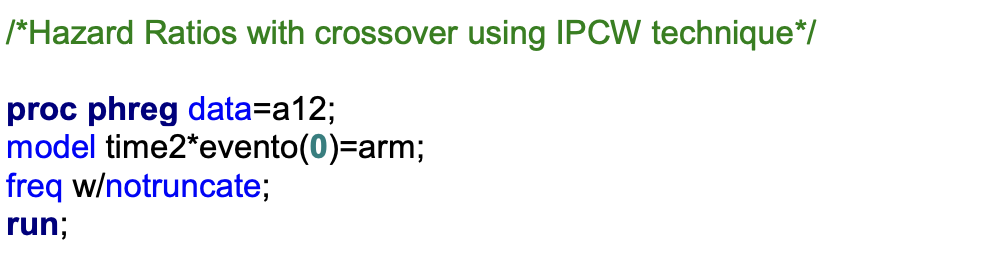 /*Hazard Ratios with crossover using IPCW technique*/
proc phreg data=a12;
model time2*evento(0)=arm;
freq w/notruncate;
run;